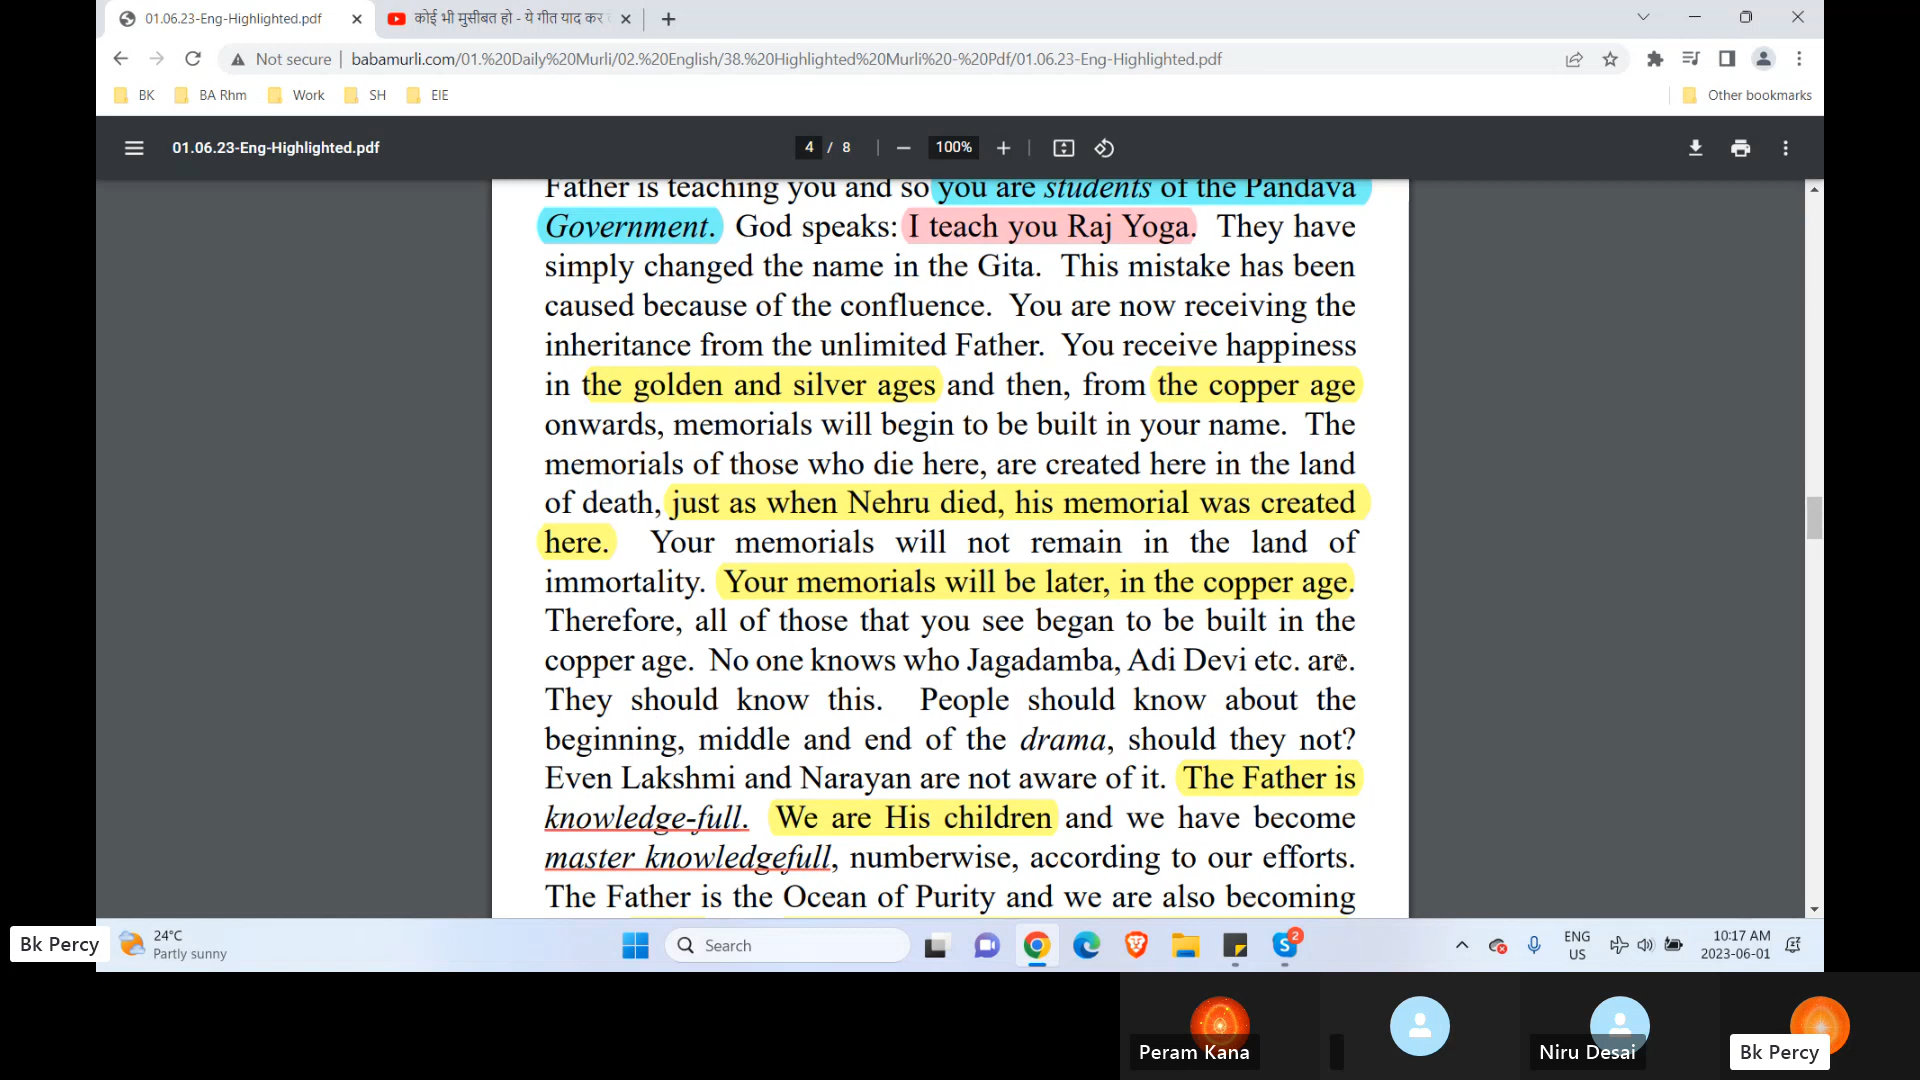 01.06.23-Eng-Highlighted.pdf
कोई भी मुसीबत हो - ये गीत याद कर
Not secure
babamurli.com/01.%20Daily%20Murli/02.%20English/38.%20Highlighted%20Murli%20-%20Pdf/01.06.23-Eng-Highlighted.pdf
BK BA Rhm Work SH EIE Other bookmarks
01.06.23-Eng-Highlighted.pdf 4 / 8 100%
Father is teaching you and so you are students of the Pandava
Government. God speaks: I teach you Raj Yoga. They have
simply changed the name in the Gita. This mistake has been
caused because of the confluence. You are now receiving the
inheritance from the unlimited Father. You receive happiness
in the golden and silver ages and then, from the copper age
onwards, memorials will begin to be built in your name. The
memorials of those who die here, are created here in the land
of death, just as when Nehru died, his memorial was created
here. Your memorials will not remain in the land of
immortality. Your memorials will be later, in the copper age.
Therefore, all of those that you see began to be built in the
copper age. No one knows who Jagadamba, Adi Devi etc. are.
They should know this. People should know about the
beginning, middle and end of the drama, should they not?
Even Lakshmi and Narayan are not aware of it. The Father is
knowledge-full. We are His children and we have become
master knowledgefull, numberwise, according to our efforts.
The Father is the Ocean of Purity and we are also becoming
Bk Percy
24°C
Partly sunny
Search
2
ENG
US
10:17 AM
2023-06-01
Peram Kana
Niru Desai
Bk Percy